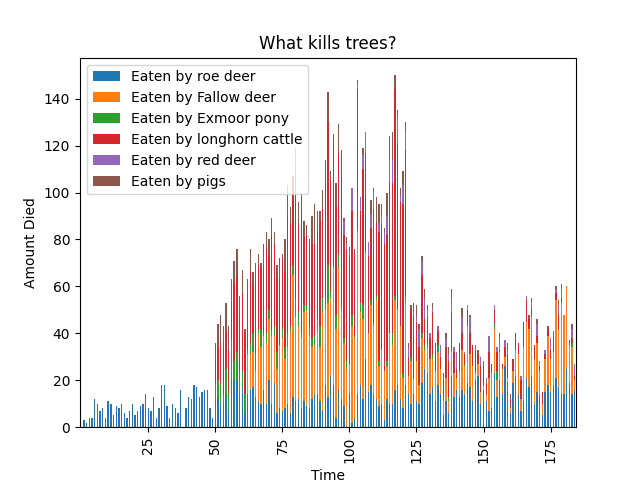 What kills trees?
Eaten by roe deer
Eaten by Fallow deer
Eaten by Exmoor pony
Eaten by longhorn cattle
Eaten by red deer
Eaten by pigs
Amount Died
140
120
100
80
60
40
20
0
25
50
75
100
125
150
175
Time